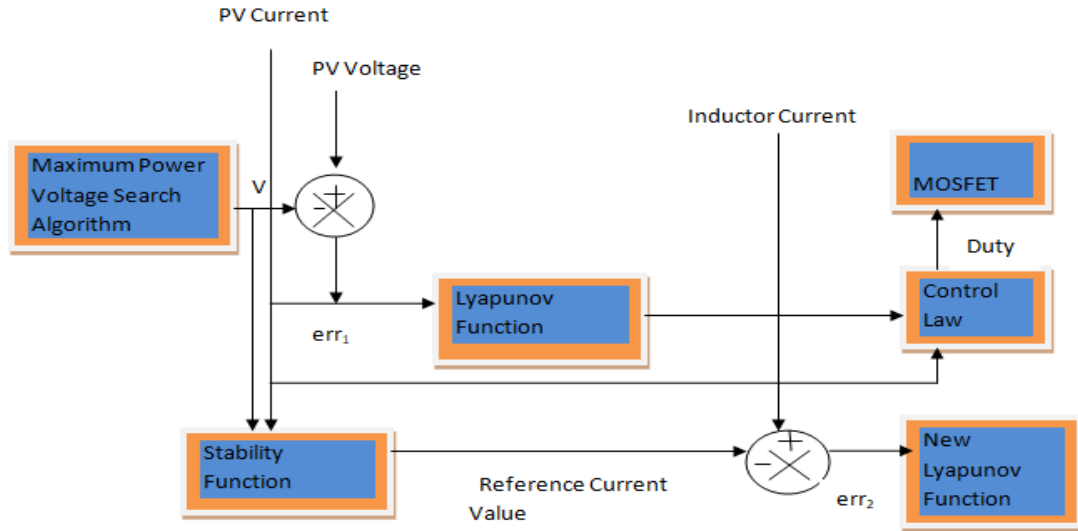 PV Current
PV Voltage
Inductor Current
Maximum Power
Voltage Search
Algorithm
V
+
-
MOSFET
Duty
Lyapunov
Function
Control
Law
err₁
Stability
Function
+
-
New
Lyapunov
Function
Reference Current
Value
err₂